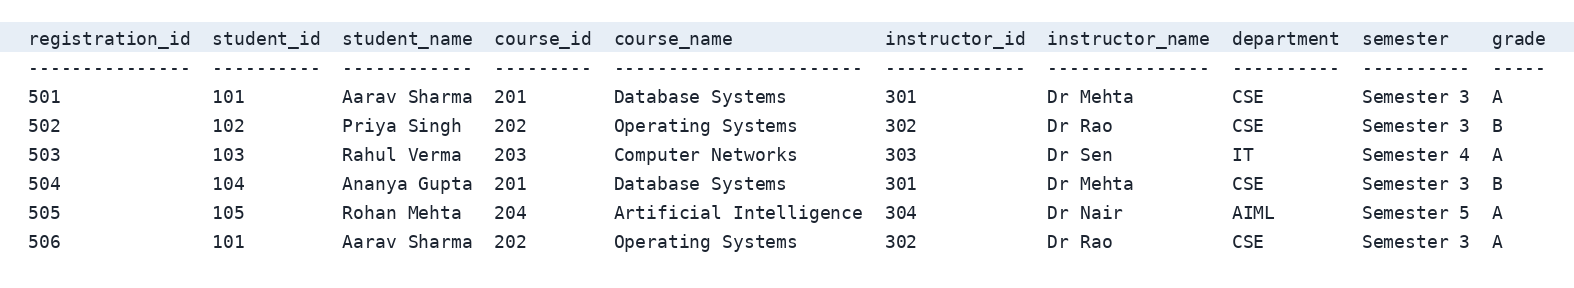 registration_id  student_id  student_name  course_id  course_name              instructor_id  instructor_name  department  semester    grade
---------------  ----------  ------------  ---------  -----------------------  -------------  ---------------  ----------  ----------  -----
501              101         Aarav Sharma  201        Database Systems         301            Dr Mehta         CSE         Semester 3  A
502              102         Priya Singh   202        Operating Systems        302            Dr Rao           CSE         Semester 3  B
503              103         Rahul Verma   203        Computer Networks        303            Dr Sen           IT          Semester 4  A
504              104         Ananya Gupta  201        Database Systems         301            Dr Mehta         CSE         Semester 3  B
505              105         Rohan Mehta   204        Artificial Intelligence  304            Dr Nair          AIML        Semester 5  A
506              101         Aarav Sharma  202        Operating Systems        302            Dr Rao           CSE         Semester 3  A